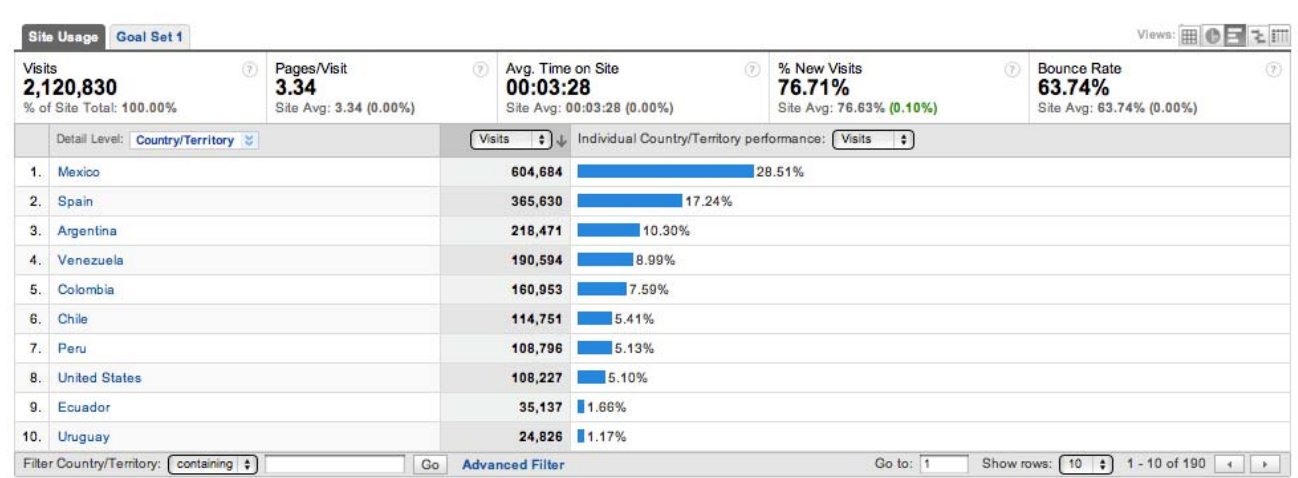 Site Usage Goal Set 1 Views:
Visits Pages/Visit Avg. Time on Site % New Visits Bounce Rate
2,120,830 3.34 00:03:28 76.71% 63.74%
% of Site Total: 100.00% Site Avg: 3.34 (0.00%) Site Avg: 00:03:28 (0.00%) Site Avg: 76.63% (0.10%) Site Avg: 63.74% (0.00%)
Detail Level: Country/Territory Visits Individual Country/Territory performance: Visits
1. Mexico 604,684 28.51%
2. Spain 365,630 17.24%
3. Argentina 218,471 10.30%
4. Venezuela 190,594 8.99%
5. Colombia 160,953 7.59%
6. Chile 114,751 5.41%
7. Peru 108,796 5.13%
8. United States 108,227 5.10%
9. Ecuador 35,137 1.66%
10. Uruguay 24,826 1.17%
Filter Country/Territory: containing Go Advanced Filter Go to: 1 Show rows: 10 1 - 10 of 190